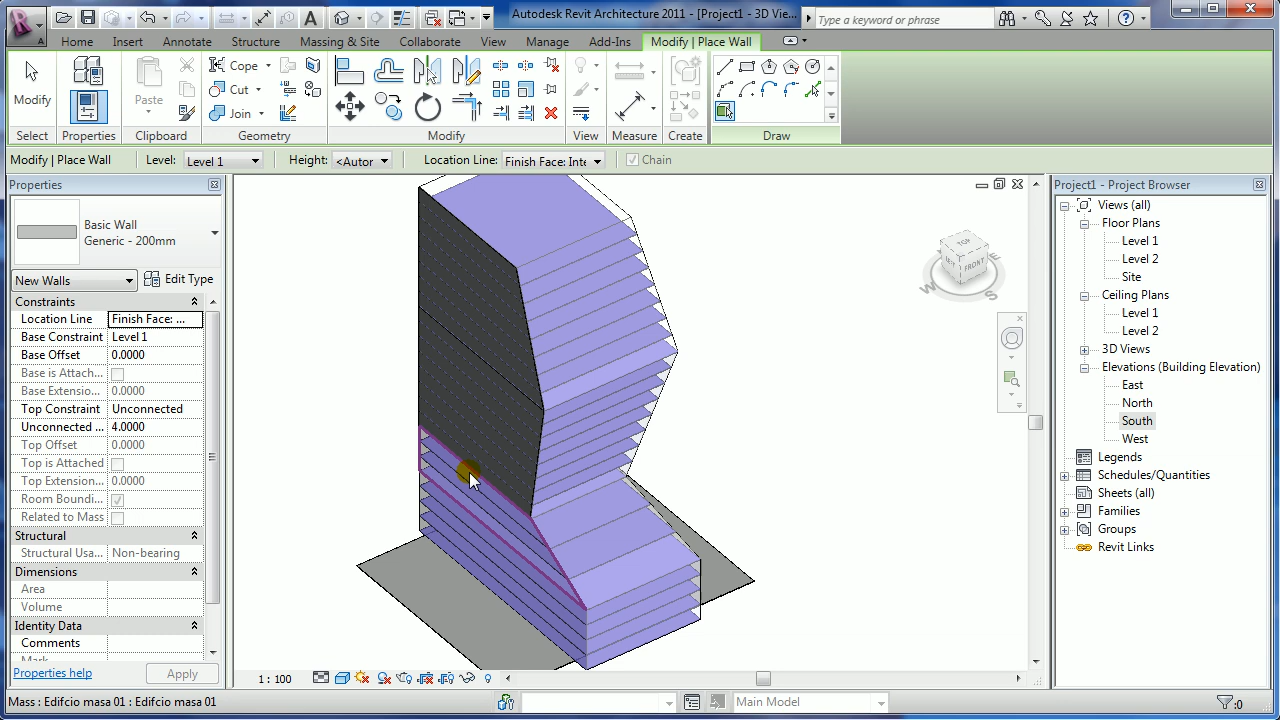 Autodesk Revit Architecture 2011 - [Project1 - 3D Vie...
Type a keyword or phrase
Home Insert Annotate Structure Massing & Site Collaborate View Manage Add-Ins Modify | Place Wall
Modify
Properties
Paste
Cope
Cut
Join
Select Properties Clipboard Geometry Modify View Measure Create Draw
Modify | Place Wall Level: Level 1 Height: <Autor Location Line: Finish Face: Inte Chain
Properties
Basic Wall
Generic - 200mm
New Walls Edit Type
Constraints
Location Line Finish Face: ...
Base Constraint Level 1
Base Offset 0.0000
Base is Attach...
Base Extensio... 0.0000
Top Constraint Unconnected
Unconnected ... 4.0000
Top Offset 0.0000
Top is Attached
Top Extension... 0.0000
Room Boundi...
Related to Mass
Structural
Structural Usa... Non-bearing
Dimensions
Area
Volume
Identity Data
Comments
Mark
Properties help Apply
TOP
LEFT FRONT
W S E
1 : 100
Project1 - Project Browser
Views (all)
Floor Plans
Level 1
Level 2
Site
Ceiling Plans
Level 1
Level 2
3D Views
Elevations (Building Elevation)
East
North
South
West
Legends
Schedules/Quantities
Sheets (all)
Families
Groups
Revit Links
Mass : Edifcio masa 01 : Edifcio masa 01
Main Model
:0